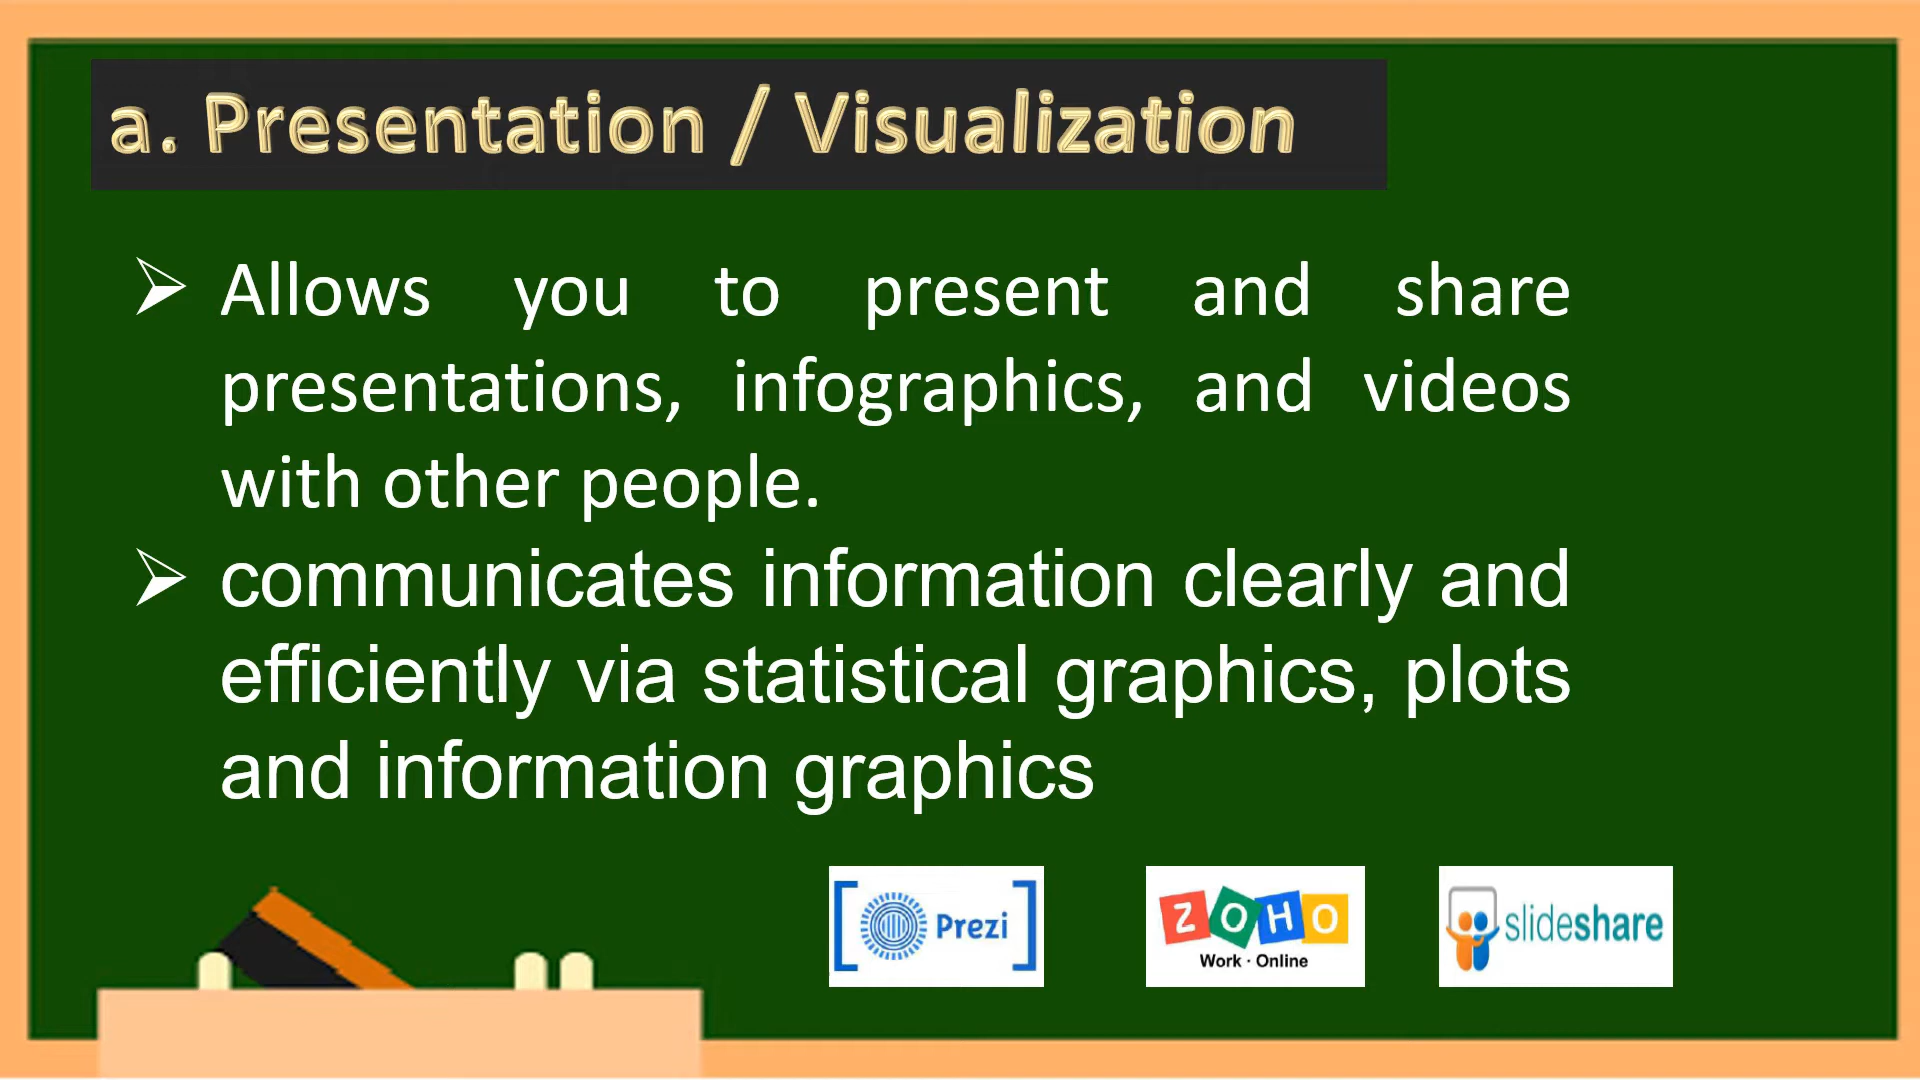 a. Presentation / Visualization
Allows you to present and share
presentations, infographics, and videos
with other people.
communicates information clearly and
efficiently via statistical graphics, plots
and information graphics
Prezi
ZOHO
Work · Online
slideshare